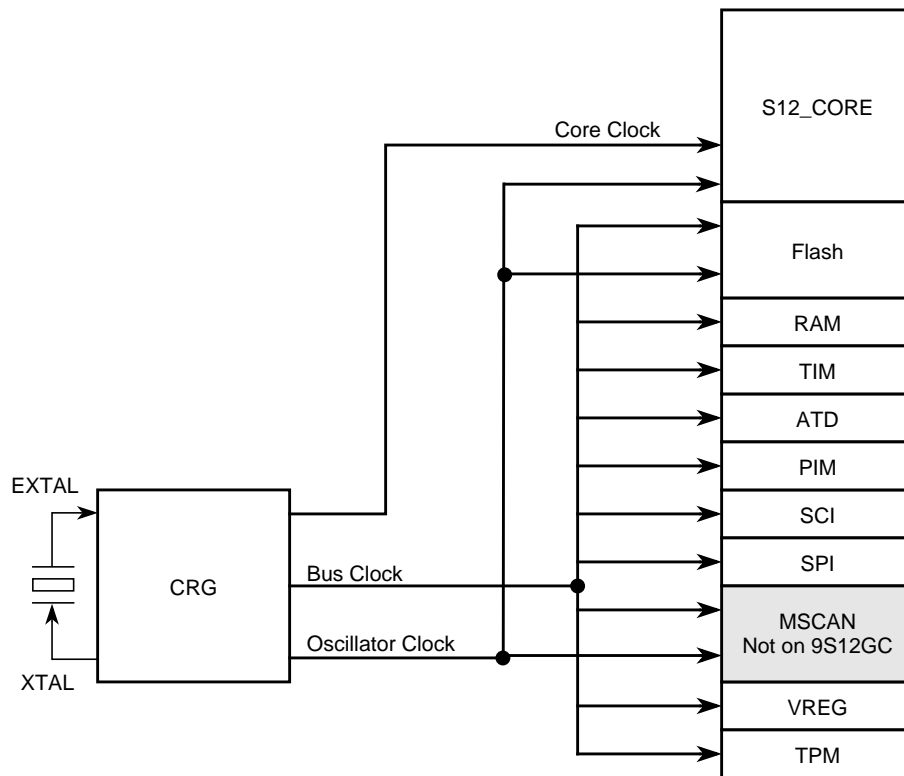 S12_CORE
Core Clock
Flash
RAM
TIM
ATD
PIM
EXTAL
SCI
SPI
Bus Clock
CRG
MSCAN
Not on 9S12GC
Oscillator Clock
XTAL
VREG
TPM